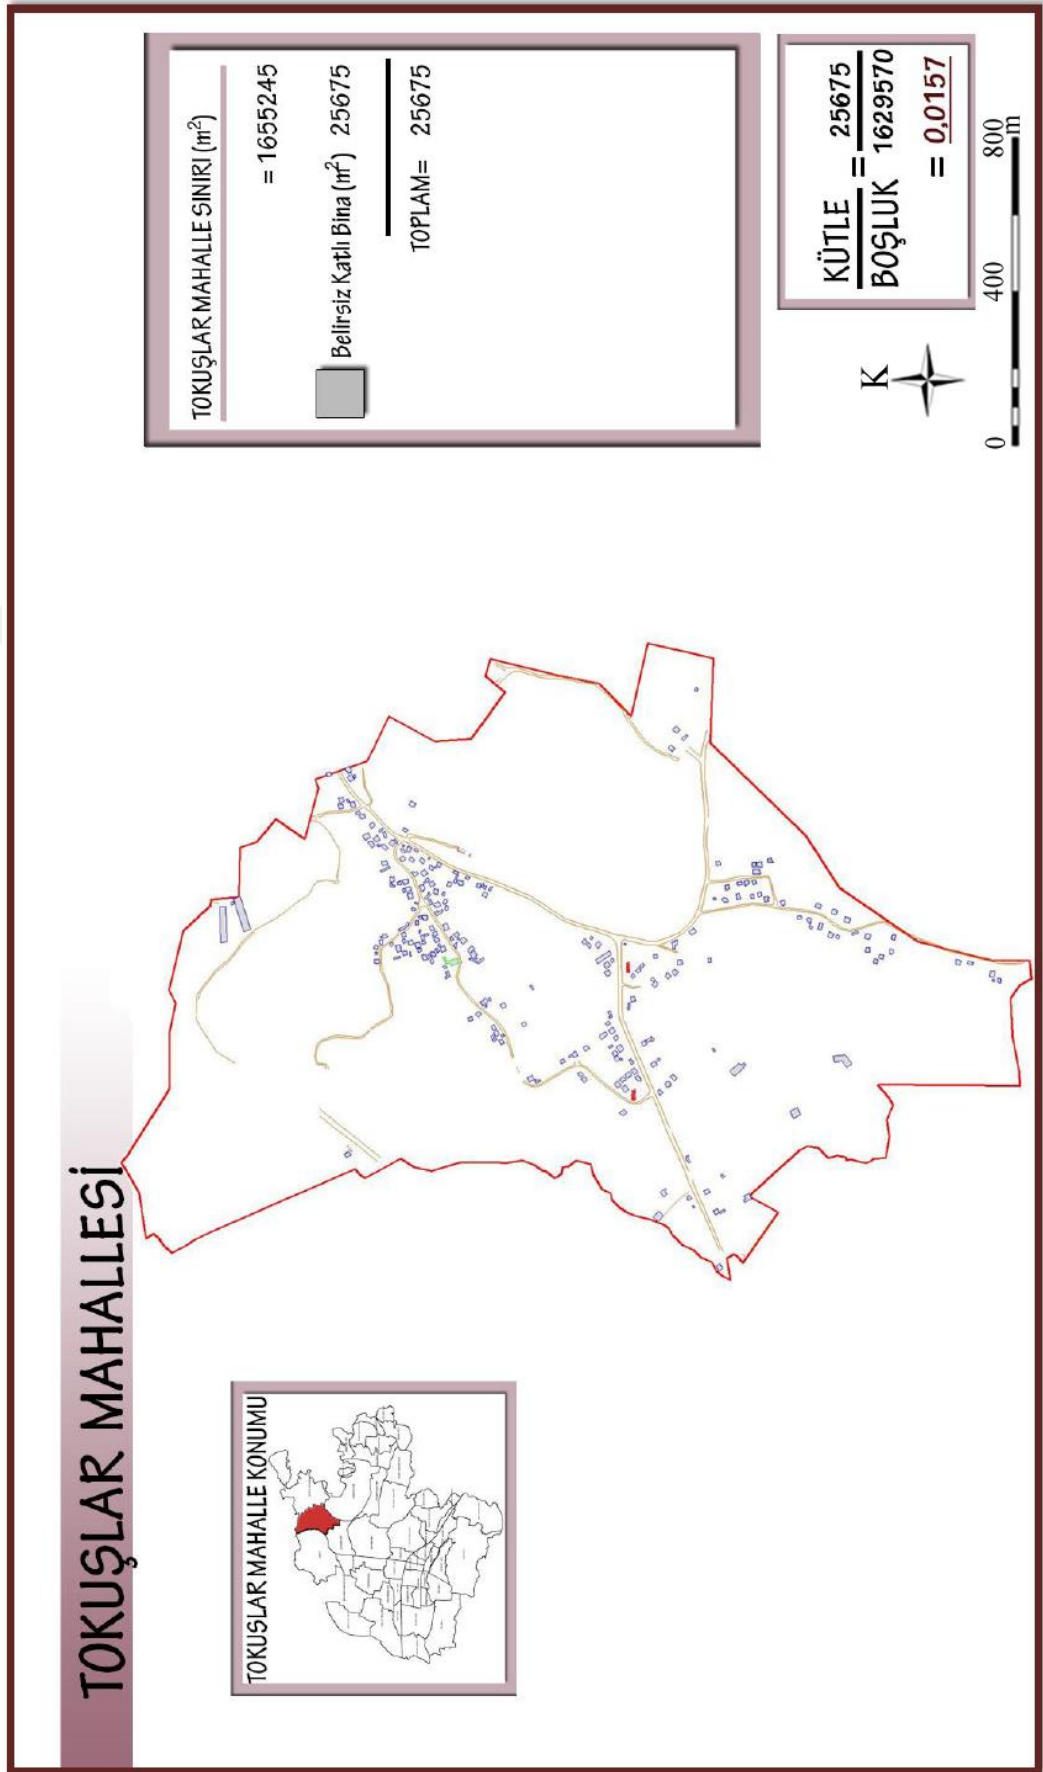 TOKUŞLAR MAHALLESİ
TOKUŞLAR MAHALLE KONUMU
TOKUŞLAR MAHALLE SINIRI (m²)
= 1655245
Belirsiz Katlı Bina (m²) 25675
TOPLAM= 25675
KÜTLE = 25675
BOŞLUK 1629570
= 0,0157
K
0 400 800
m